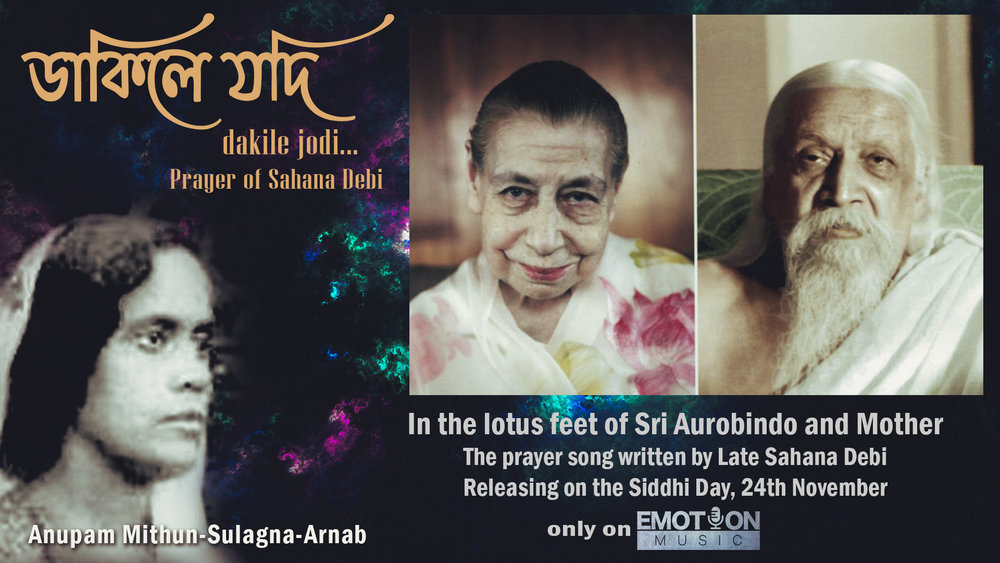 ডাকিলে যদি
dakile jodi...
Prayer of Sahana Debi
In the lotus feet of Sri Aurobindo and Mother
The prayer song written by Late Sahana Debi
Releasing on the Siddhi Day, 24th November
only on EMOTION MUSIC
Anupam Mithun-Sulagna-Arnab